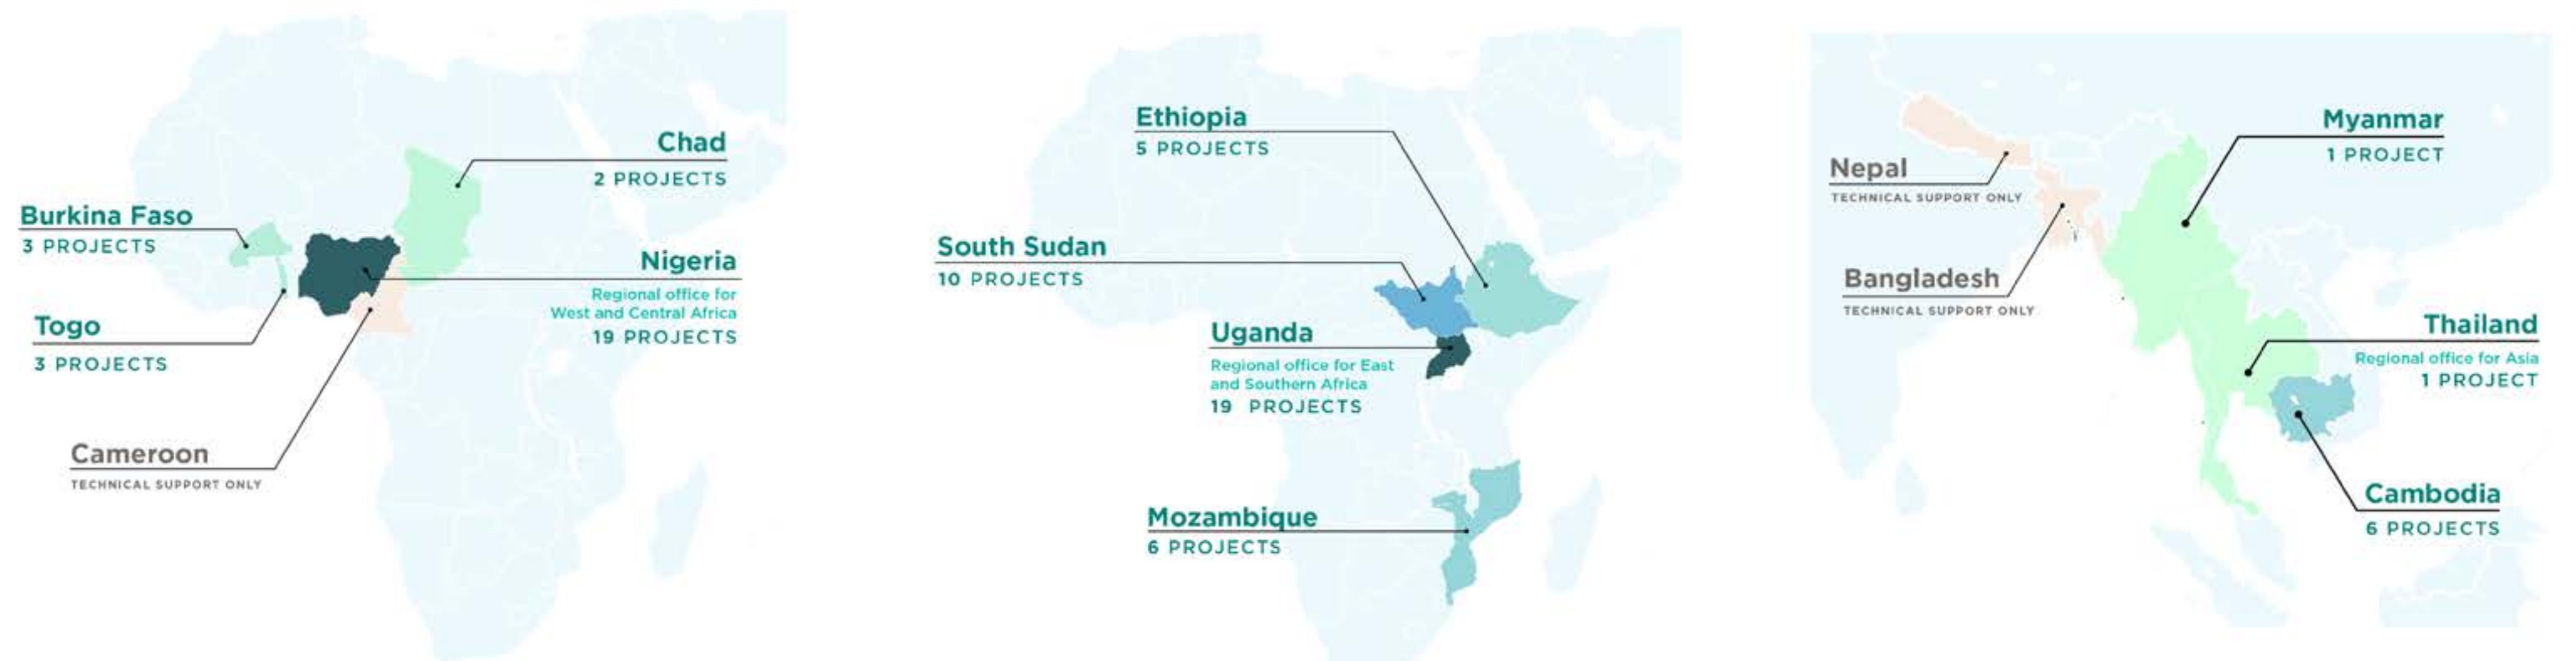 Chad
2 PROJECTS
Burkina Faso
3 PROJECTS
Nigeria
Regional office for
West and Central Africa
19 PROJECTS
Togo
3 PROJECTS
Cameroon
TECHNICAL SUPPORT ONLY
Ethiopia
5 PROJECTS
South Sudan
10 PROJECTS
Uganda
Regional office for East
and Southern Africa
19 PROJECTS
Mozambique
6 PROJECTS
Myanmar
1 PROJECT
Nepal
TECHNICAL SUPPORT ONLY
Bangladesh
TECHNICAL SUPPORT ONLY
Thailand
Regional office for Asia
1 PROJECT
Cambodia
6 PROJECTS